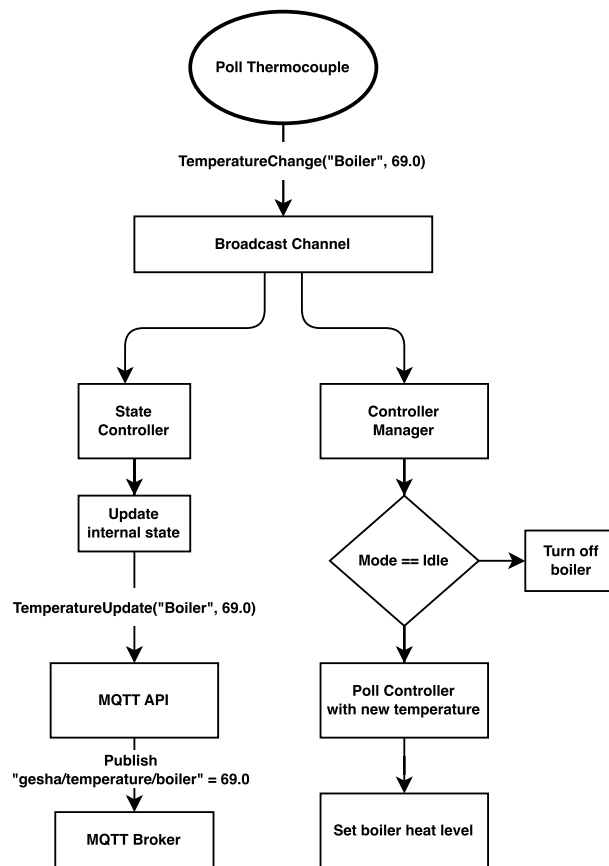 Poll Thermocouple
TemperatureChange("Boiler", 69.0)
Broadcast Channel
State
Controller
Controller
Manager
Update
internal state
Mode == Idle
Turn off
boiler
TemperatureUpdate("Boiler", 69.0)
MQTT API
Poll Controller
with new temperature
Publish
"gesha/temperature/boiler" = 69.0
MQTT Broker
Set boiler heat level